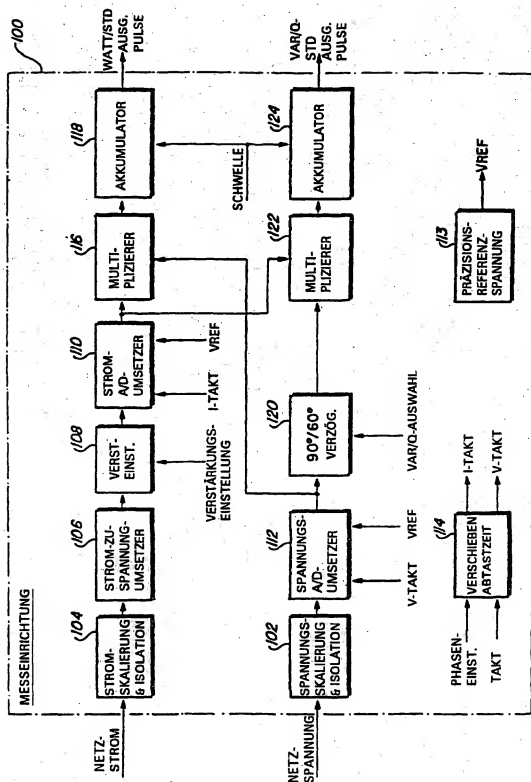 100
MESSEINRICHTUNG
NETZ-
STROM
104
STROM-
SKALIERUNG
& ISOLATION
106
STROM-ZU-
SPANNUNG-
UMSETZER
108
VERST-
EINST.
VERSTÄRKUNGS-
EINSTELLUNG
110
STROM-
A/D-
UMSETZER
I-TAKT
VREF
116
MULTI-
PLIZIERER
118
AKKUMULATOR
WATT/STD
AUSG.
PULSE
SCHWELLE
NETZ-
SPANNUNG
102
SPANNUNGS-
SKALIERUNG
& ISOLATION
112
SPANNUNGS-
A/D-
UMSETZER
V-TAKT
VREF
120
90°/60°
VERZÖG.
VAR/Q-AUSWAHL
122
MULTI-
PLIZIERER
124
AKKUMULATOR
VAR/Q-
STD
AUSG.
PULSE
PHASEN-
EINST.
TAKT
114
VERSCHIEBEN
ABTASTZEIT
I-TAKT
V-TAKT
113
PRÄZISIONS-
REFERENZ-
SPANNUNG
VREF